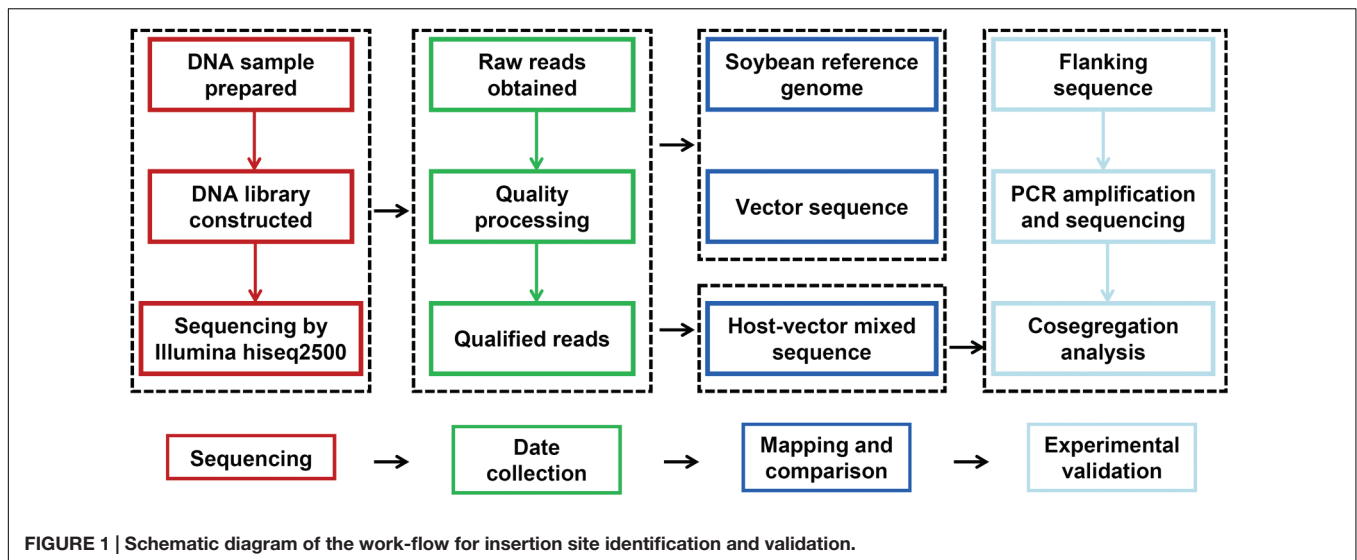 DNA sample
prepared
DNA library
constructed
Sequencing by
Illumina hiseq2500
Raw reads
obtained
Quality
processing
Qualified reads
Soybean reference
genome
Vector sequence
Host-vector mixed
sequence
Flanking
sequence
PCR amplification
and sequencing
Cosegregation
analysis
Sequencing
Date
collection
Mapping and
comparison
Experimental
validation
FIGURE 1 | Schematic diagram of the work-flow for insertion site identification and validation.